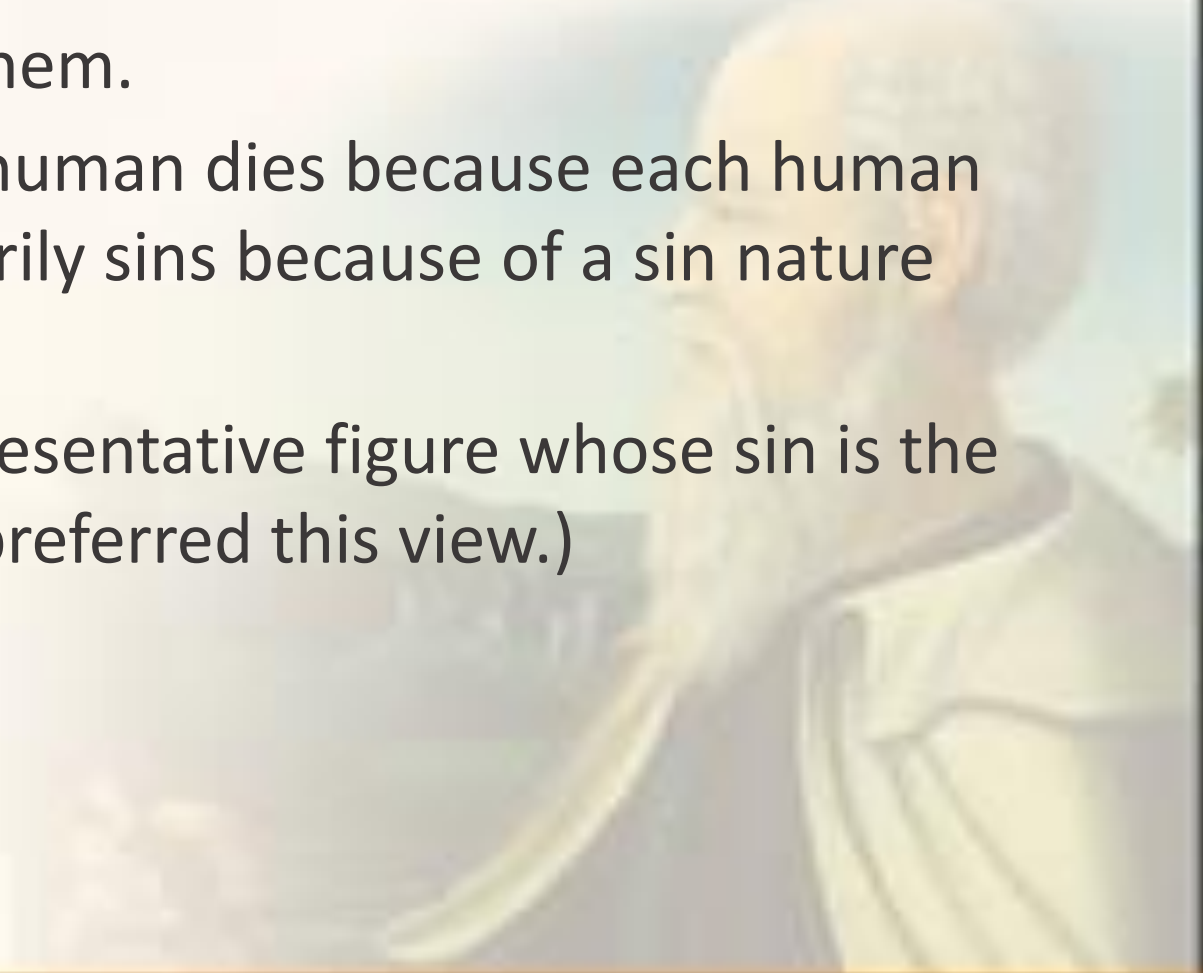 hem.
human dies because each human
rily sins because of a sin nature
esentative figure whose sin is the
preferred this view.)